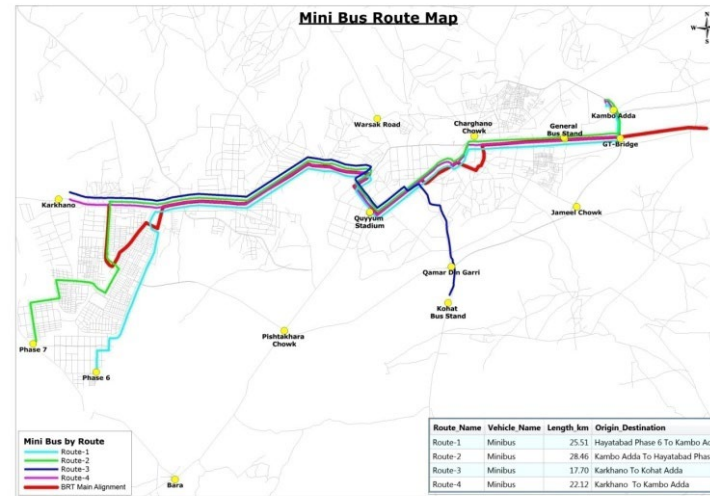 Mini Bus Route Map
N
W
S
Kambo Adda
Warsak Road
Charghano
Chowk
General
Bus Stand
GT-Bridge
Karkhano
Quyyum
Stadium
Jameel Chowk
Qamar Din Garri
Kohat
Bus Stand
Pishtakhara
Chowk
Phase 7
Phase 6
Bara
Mini Bus by Route
Route-1
Route-2
Route-3
Route-4
BRT Main Alignment
Route_Name Vehicle_Name Length_km Origin_Destination
Route-1 Minibus 25.51 Hayatabad Phase 6 To Kambo Ad
Route-2 Minibus 28.46 Kambo Adda To Hayatabad Phas
Route-3 Minibus 17.70 Karkhano To Kohat Adda
Route-4 Minibus 22.12 Karkhano To Kambo Adda